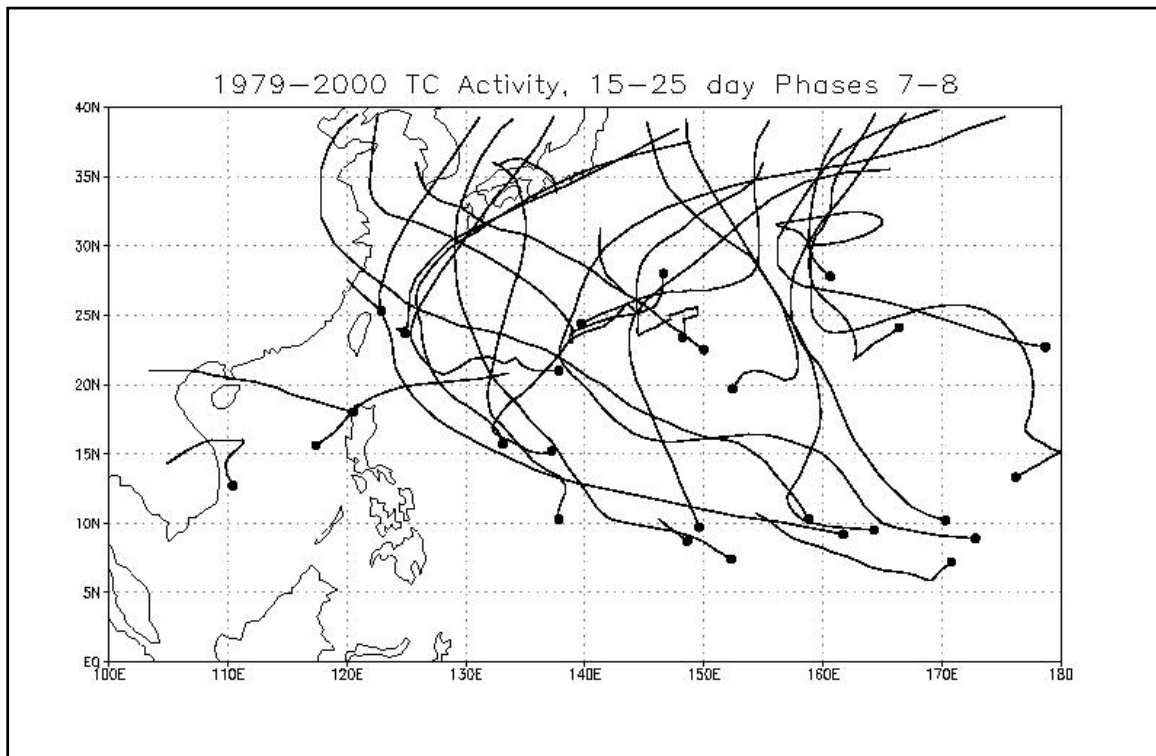 1979–2000 TC Activity, 15–25 day Phases 7–8
40N
35N
30N
25N
20N
15N
10N
5N
EQ
100E 110E 120E 130E 140E 150E 160E 170E 180